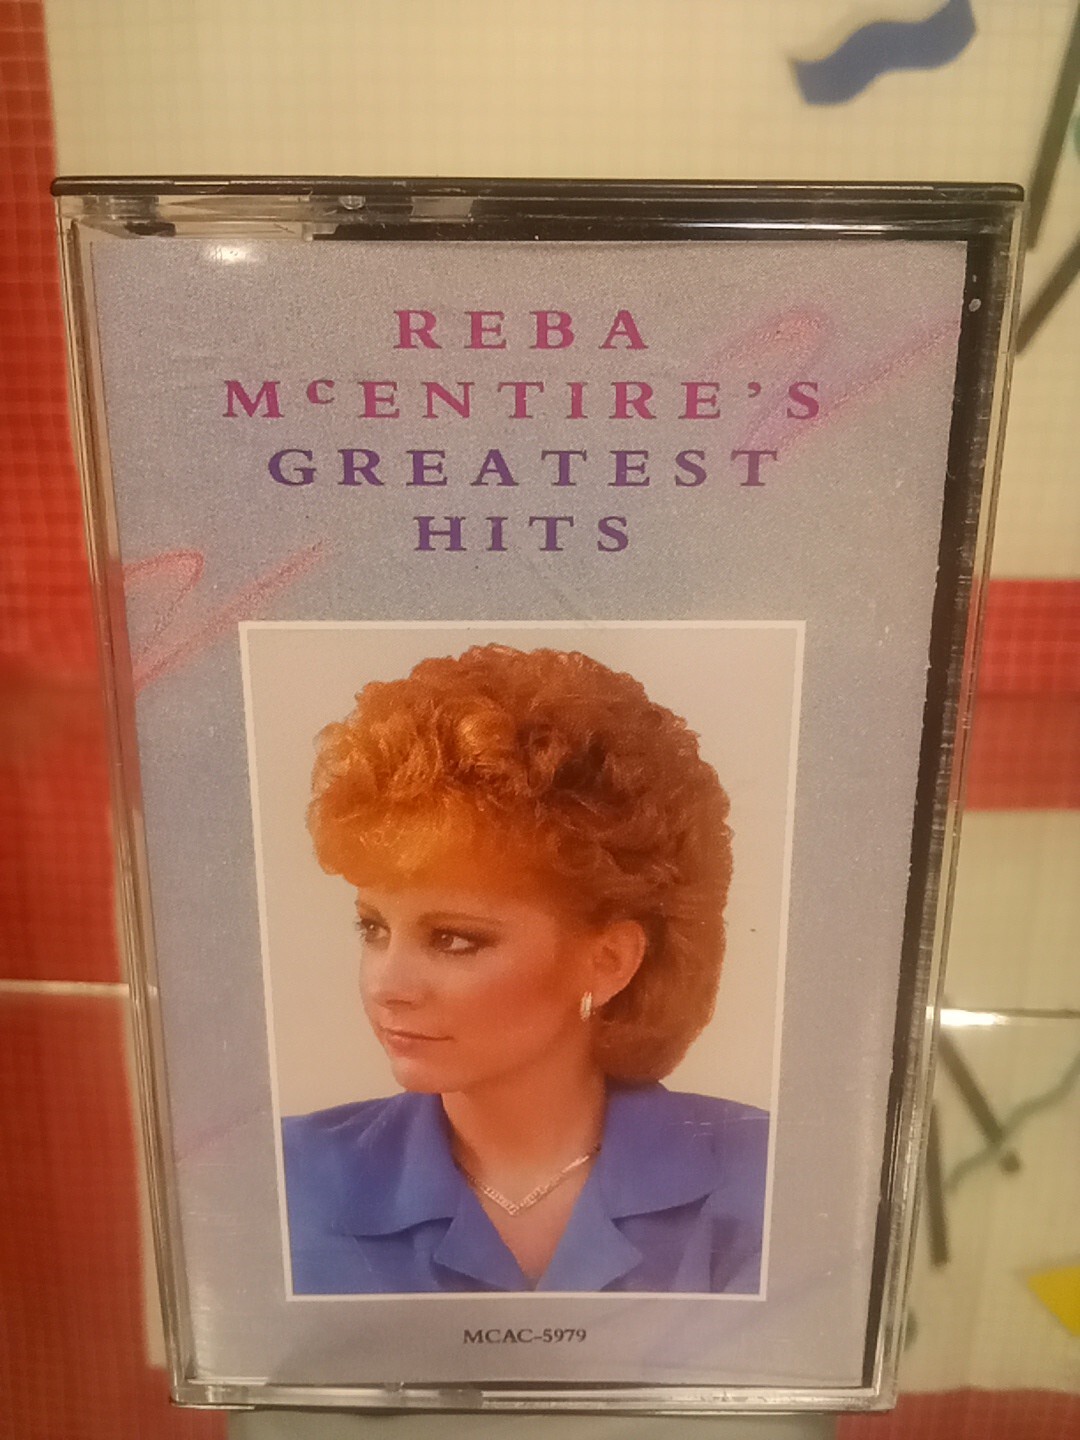 REBA
McENTIRE'S
GREATEST
HITS
MCAC-5979